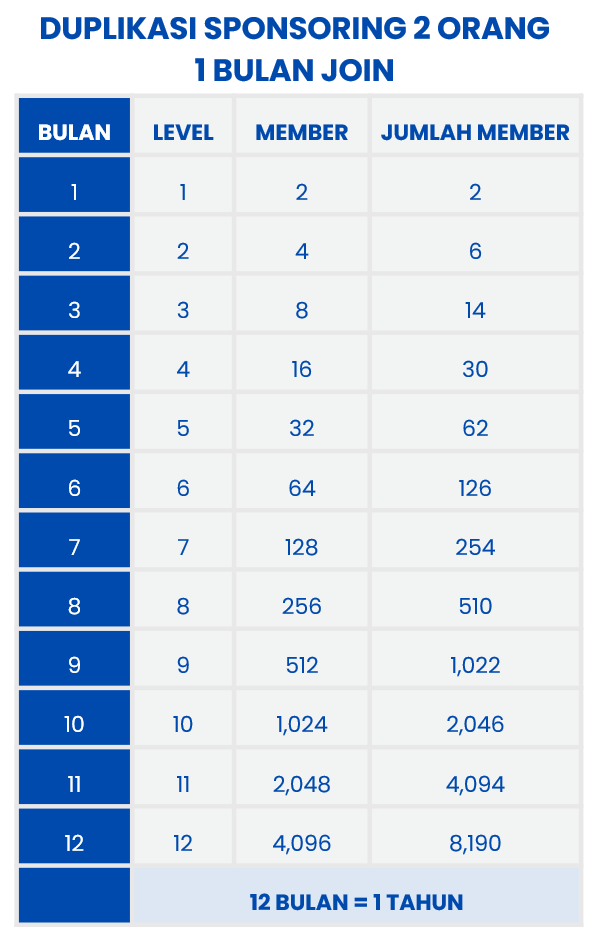 DUPLIKASI SPONSORING 2 ORANG
1 BULAN JOIN
BULAN LEVEL MEMBER JUMLAH MEMBER
1 1 2 2
2 2 4 6
3 3 8 14
4 4 16 30
5 5 32 62
6 6 64 126
7 7 128 254
8 8 256 510
9 9 512 1,022
10 10 1,024 2,046
11 11 2,048 4,094
12 12 4,096 8,190
12 BULAN = 1 TAHUN